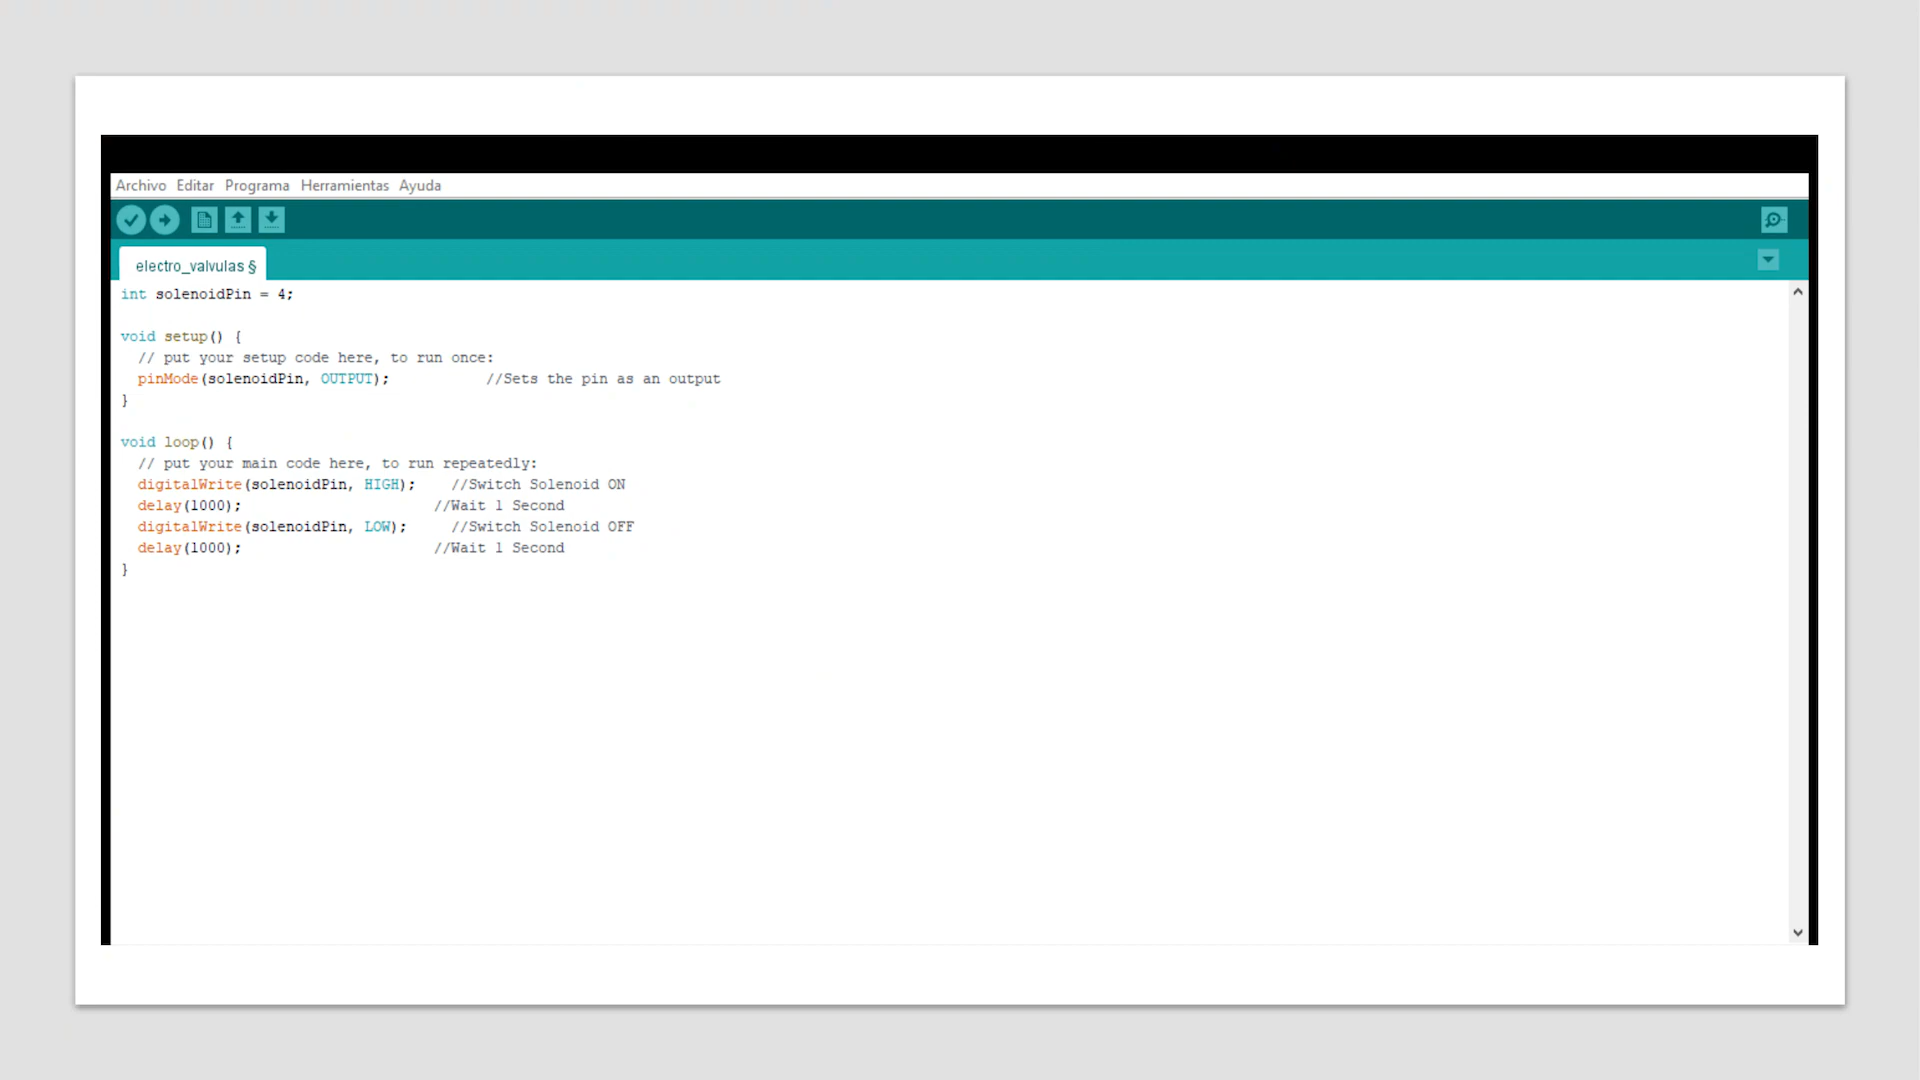 Archivo Editar Programa Herramientas Ayuda
electro_valvulas §
int solenoidPin = 4;
void setup() {
  // put your setup code here, to run once:
  pinMode(solenoidPin, OUTPUT);           //Sets the pin as an output
}
void loop() {
  // put your main code here, to run repeatedly:
  digitalWrite(solenoidPin, HIGH);    //Switch Solenoid ON
  delay(1000);                      //Wait 1 Second
  digitalWrite(solenoidPin, LOW);     //Switch Solenoid OFF
  delay(1000);                      //Wait 1 Second
}